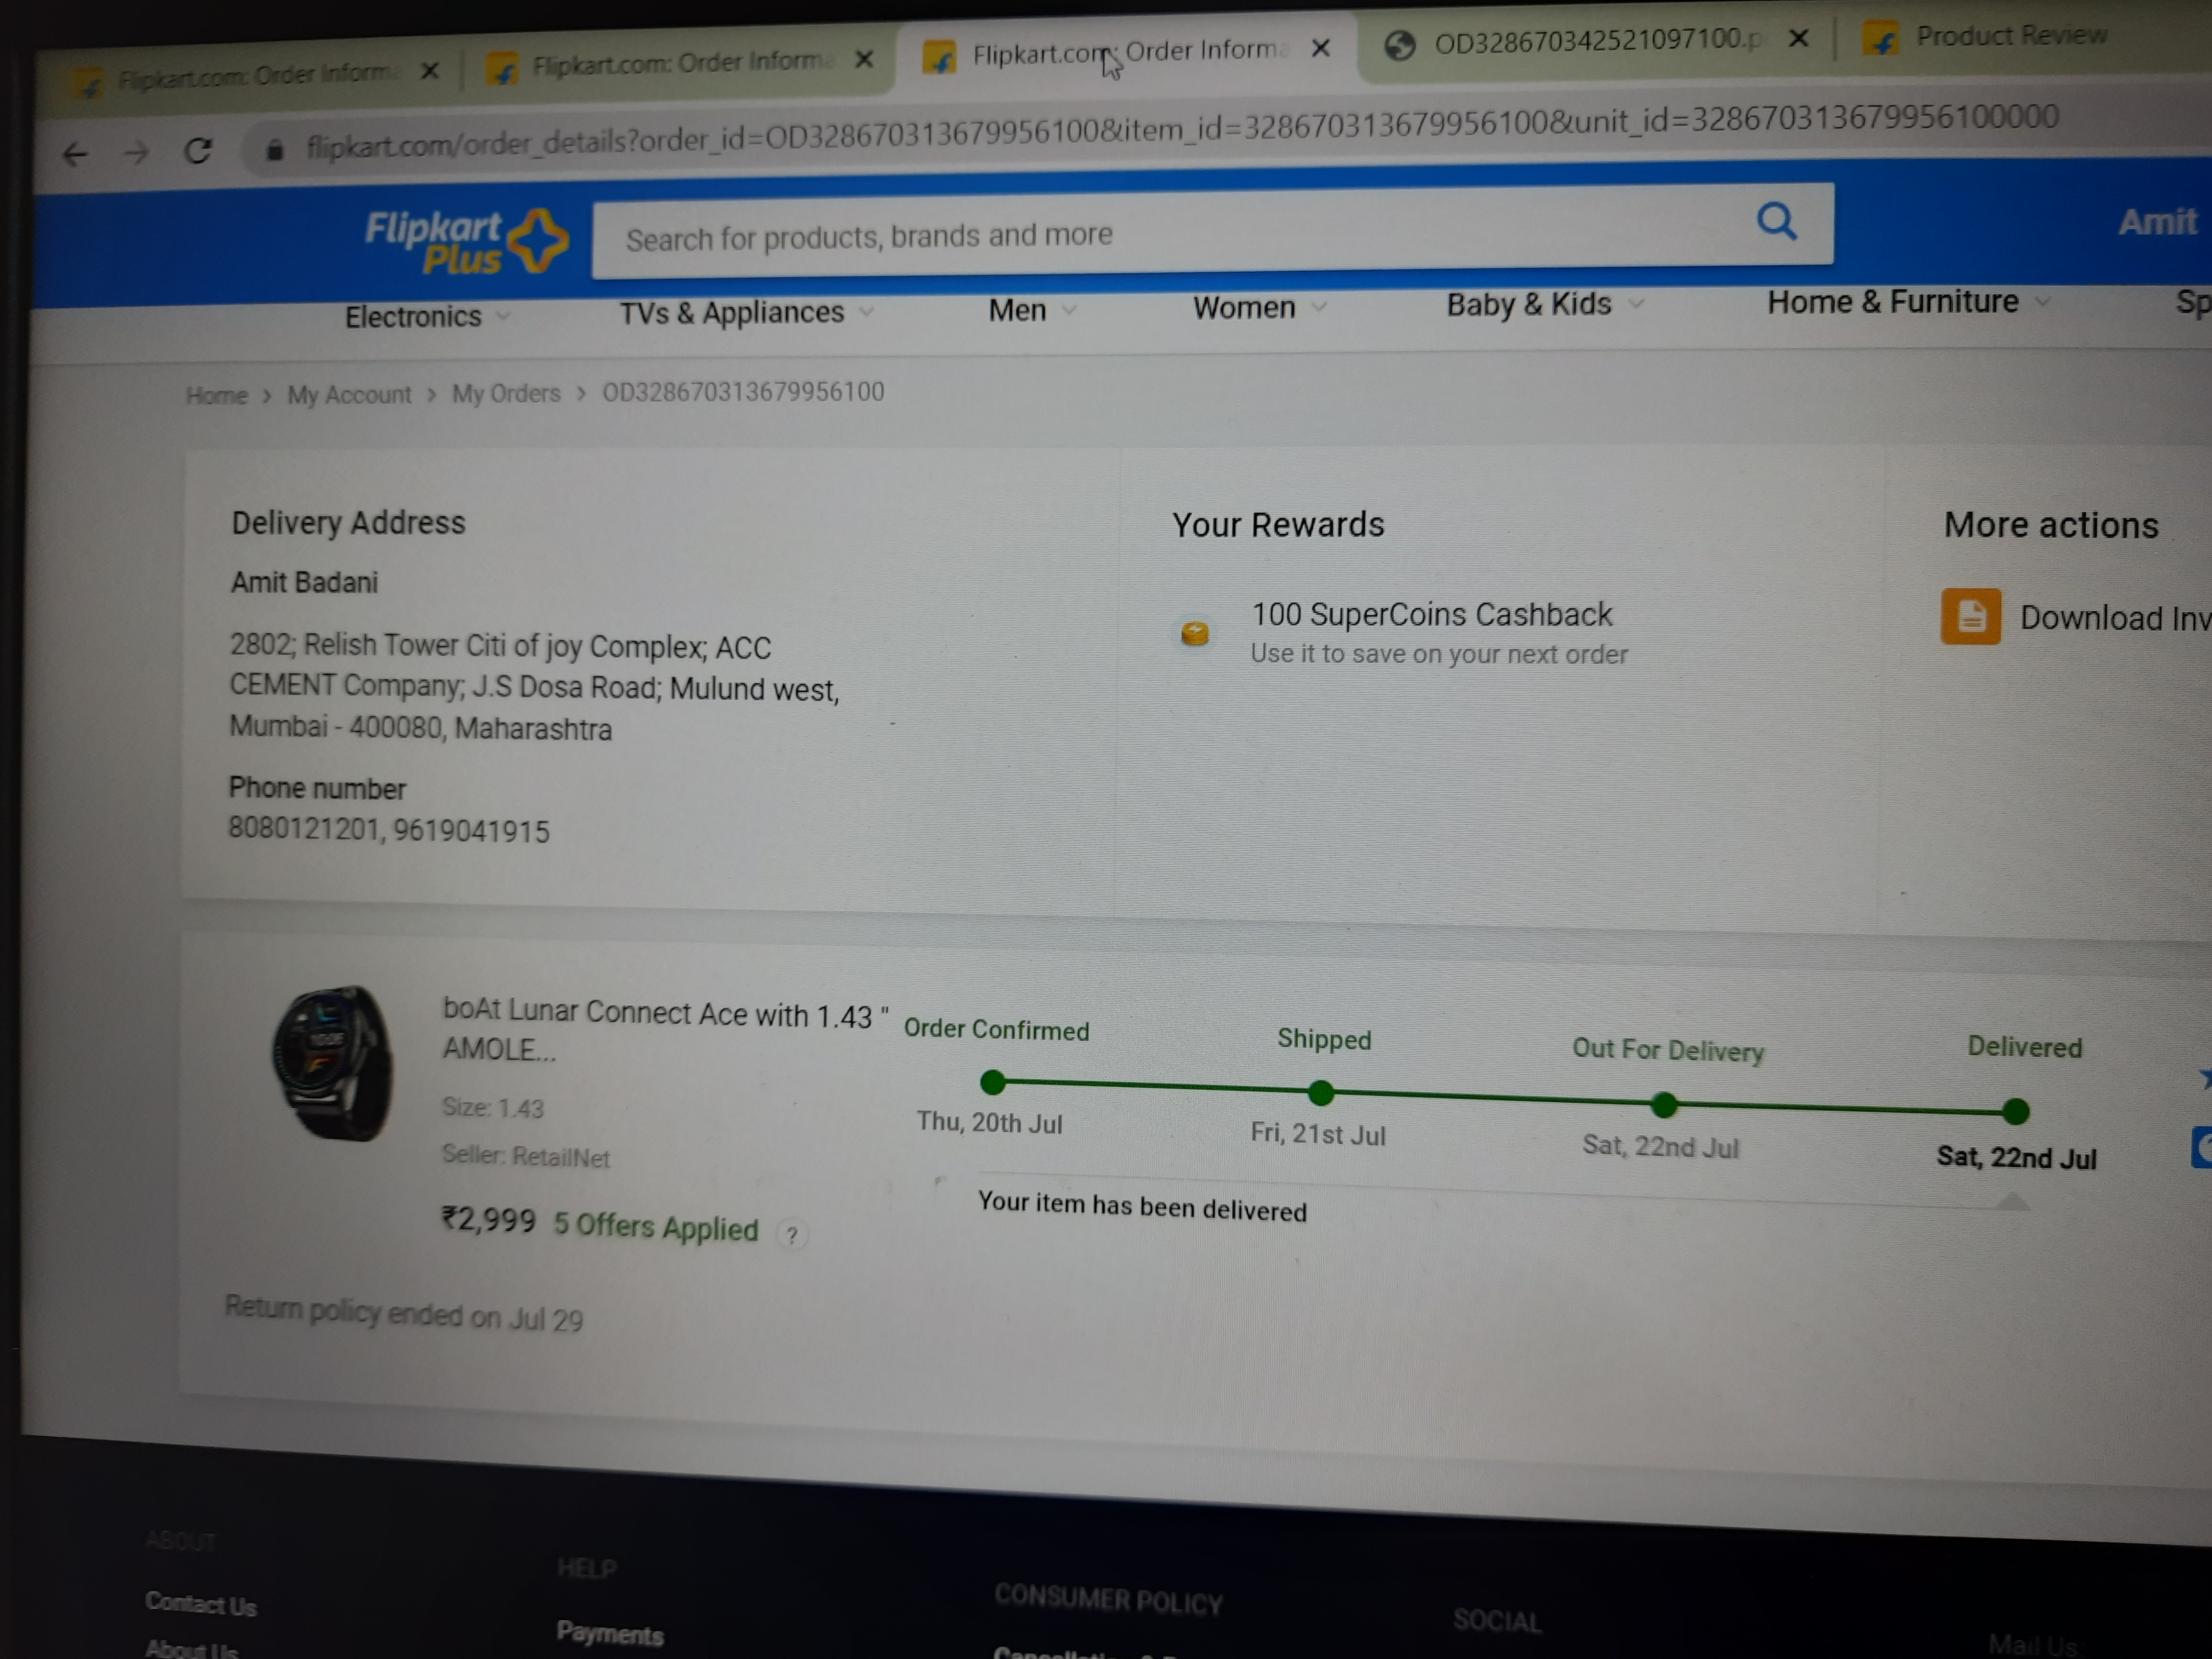 Flipkart.com: Order Informa
Flipkart.com: Order Informa
Flipkart.com: Order Informa
OD328670342521097100.p
Product Review
flipkart.com/order_details?order_id=OD328670313679956100&item_id=328670313679956100&unit_id=328670313679956100000
Flipkart
Plus
Search for products, brands and more
Amit
Electronics
TVs & Appliances
Men
Women
Baby & Kids
Home & Furniture
Sp
Home > My Account > My Orders > OD328670313679956100
Delivery Address
Amit Badani
2802; Relish Tower Citi of joy Complex; ACC
CEMENT Company; J.S Dosa Road; Mulund west,
Mumbai - 400080, Maharashtra
Phone number
8080121201, 9619041915
Your Rewards
100 SuperCoins Cashback
Use it to save on your next order
More actions
Download Inv
boAt Lunar Connect Ace with 1.43 "
AMOLE...
Size: 1.43
Seller: RetailNet
₹2,999 5 Offers Applied ?
Order Confirmed
Thu, 20th Jul
Shipped
Fri, 21st Jul
Out For Delivery
Sat, 22nd Jul
Delivered
Sat, 22nd Jul
Your item has been delivered
Return policy ended on Jul 29
ABOUT
Contact Us
About Us
HELP
Payments
CONSUMER POLICY
SOCIAL
Mail Us